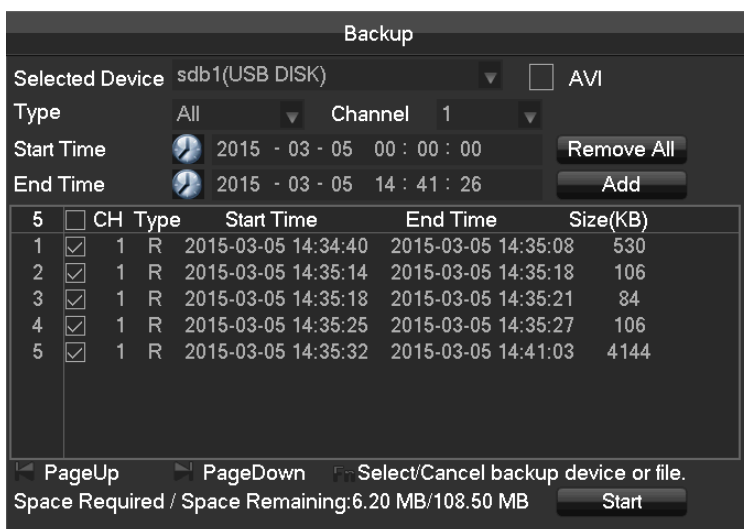 Backup
Selected Device sdb1(USB DISK) AVI
Type All Channel 1
Start Time 2015 - 03 - 05 00 : 00 : 00 Remove All
End Time 2015 - 03 - 05 14 : 41 : 26 Add
5 CH Type Start Time End Time Size(KB)
1 1 R 2015-03-05 14:34:40 2015-03-05 14:35:08 530
2 1 R 2015-03-05 14:35:14 2015-03-05 14:35:18 106
3 1 R 2015-03-05 14:35:18 2015-03-05 14:35:21 84
4 1 R 2015-03-05 14:35:25 2015-03-05 14:35:27 106
5 1 R 2015-03-05 14:35:32 2015-03-05 14:41:03 4144
PageUp PageDown Fn Select/Cancel backup device or file.
Space Required / Space Remaining:6.20 MB/108.50 MB Start